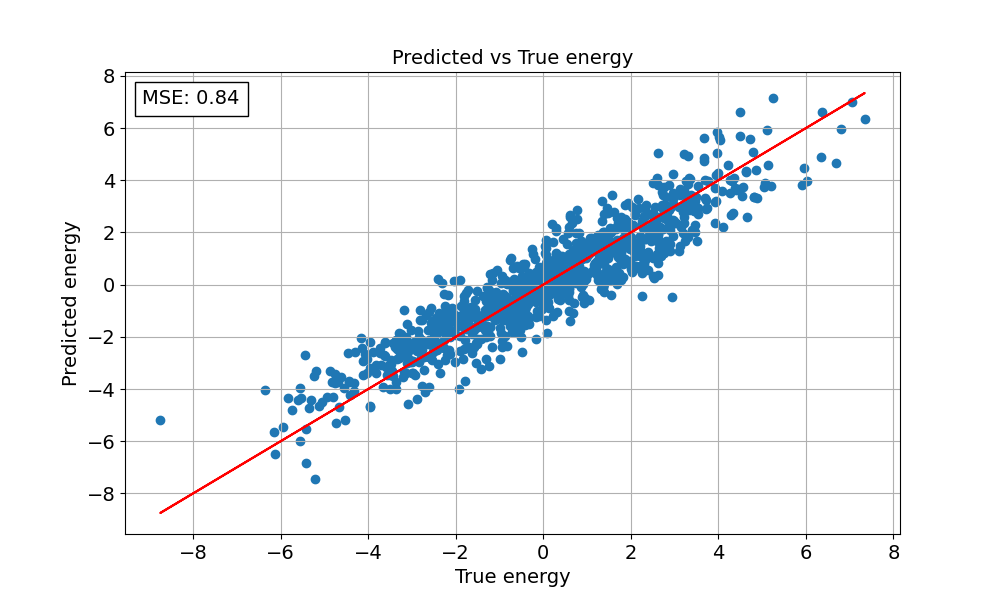 Predicted vs True energy
MSE: 0.84
Predicted energy
8
6
4
2
0
−2
−4
−6
−8
−8 −6 −4 −2 0 2 4 6 8
True energy